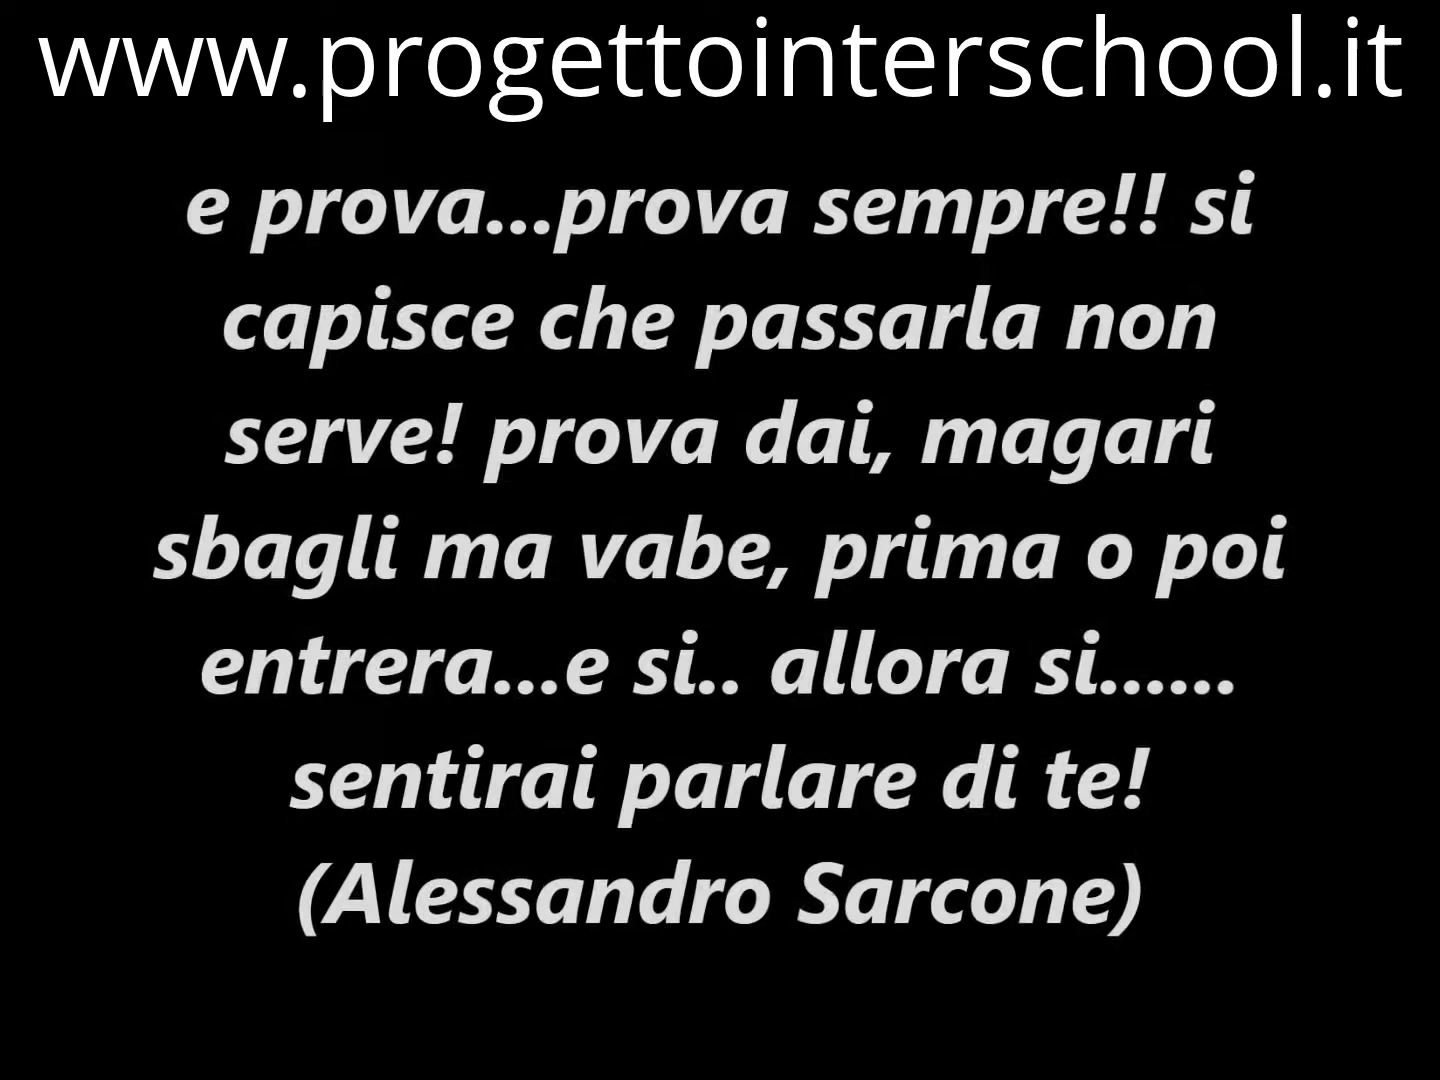 www.progettointerschool.it
e prova...prova sempre!! si
capisce che passarla non
serve! prova dai, magari
sbagli ma vabe, prima o poi
entrera...e si.. allora si......
sentirai parlare di te!
(Alessandro Sarcone)